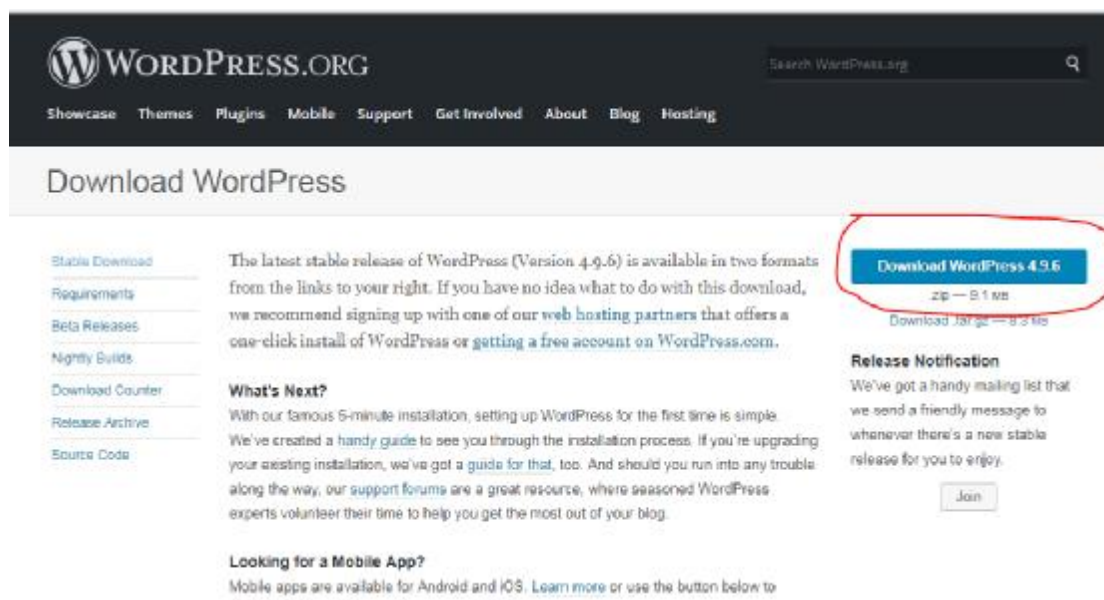 WORDPRESS.ORG
Search WordPress.org
Showcase Themes Plugins Mobile Support Get Involved About Blog Hosting
Download WordPress
Stable Download
Requirements
Beta Releases
Nightly Builds
Download Counter
Release Archive
Source Code
The latest stable release of WordPress (Version 4.9.6) is available in two formats
from the links to your right. If you have no idea what to do with this download,
we recommend signing up with one of our web hosting partners that offers a
one-click install of WordPress or getting a free account on WordPress.com.
What's Next?
With our famous 5-minute installation, setting up WordPress for the first time is simple.
We've created a handy guide to see you through the installation process. If you're upgrading
your existing installation, we've got a guide for that, too. And should you run into any trouble
along the way, our support forums are a great resource, where seasoned WordPress
experts volunteer their time to help you get the most out of your blog.
Looking for a Mobile App?
Mobile apps are available for Android and iOS. Learn more or use the button below to
Download WordPress 4.9.6
.zip — 9.1 MB
Download .tar.gz — 8.3 MB
Release Notification
We've got a handy mailing list that
we send a friendly message to
whenever there's a new stable
release for you to enjoy.
Join